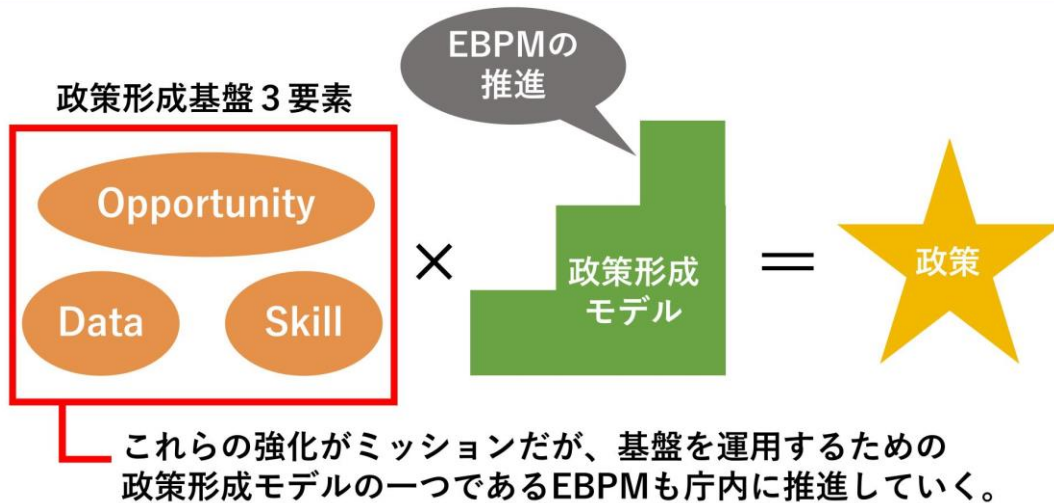 EBPMの
推進
政策形成基盤３要素
Opportunity
Data
Skill
×
政策形成
モデル
＝
政策
これらの強化がミッションだが、基盤を運用するための
政策形成モデルの一つであるEBPMも庁内に推進していく。